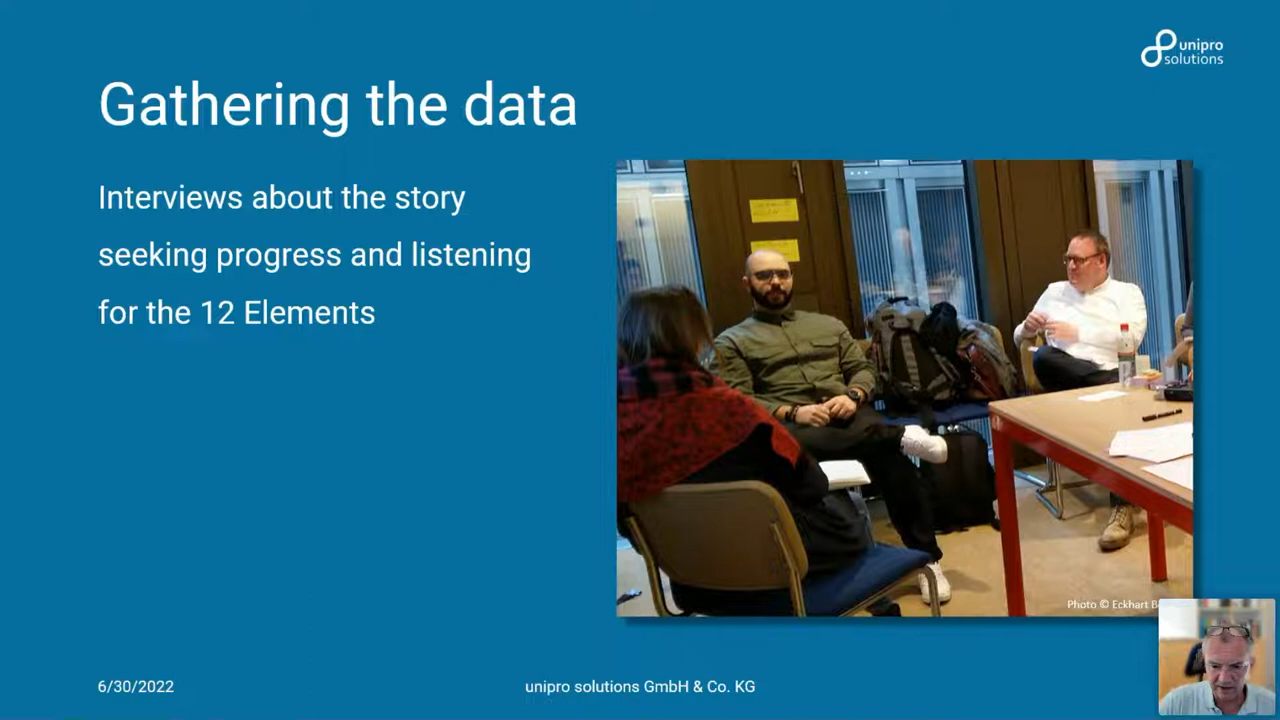 unipro
solutions
Gathering the data
Interviews about the story
seeking progress and listening
for the 12 Elements
Photo © Eckhart
6/30/2022
unipro solutions GmbH & Co. KG